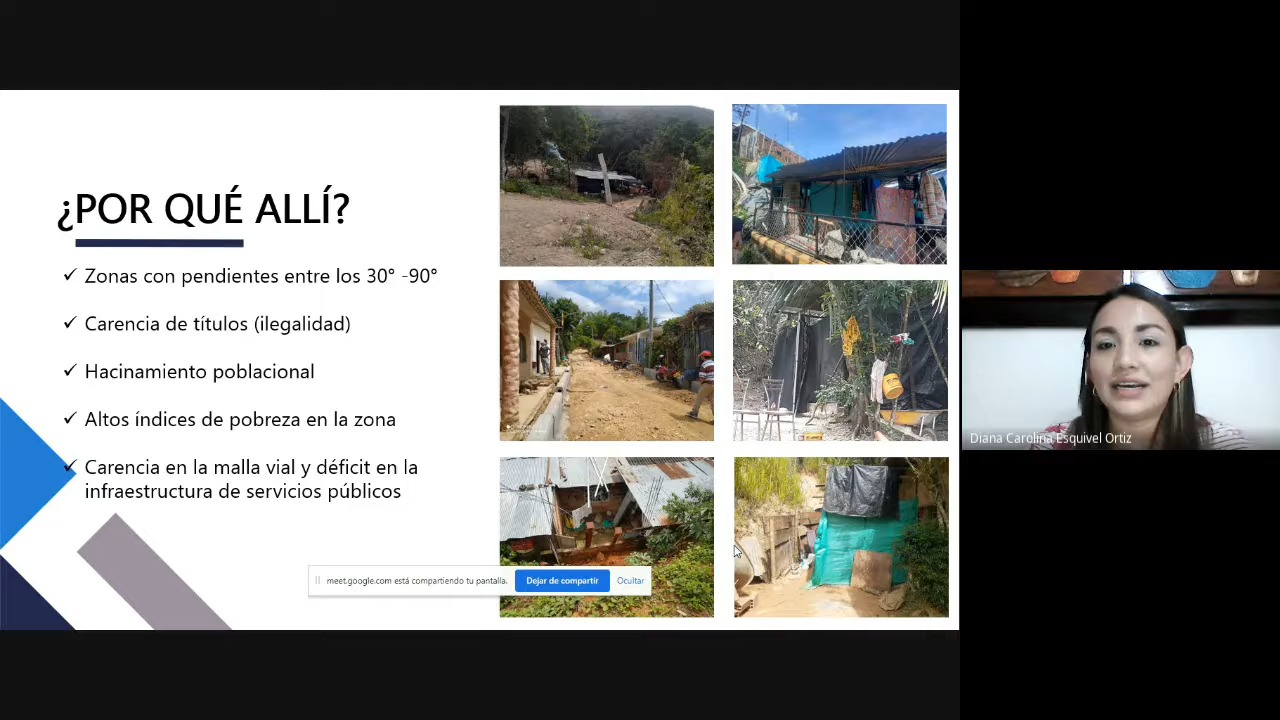 ¿POR QUÉ ALLÍ?
✓ Zonas con pendientes entre los 30° -90°
✓ Carencia de títulos (ilegalidad)
✓ Hacinamiento poblacional
✓ Altos índices de pobreza en la zona
✓ Carencia en la malla vial y déficit en la
infraestructura de servicios públicos
meet.google.com está compartiendo tu pantalla.
Dejar de compartir
Ocultar
Diana Carolina Esquivel Ortiz